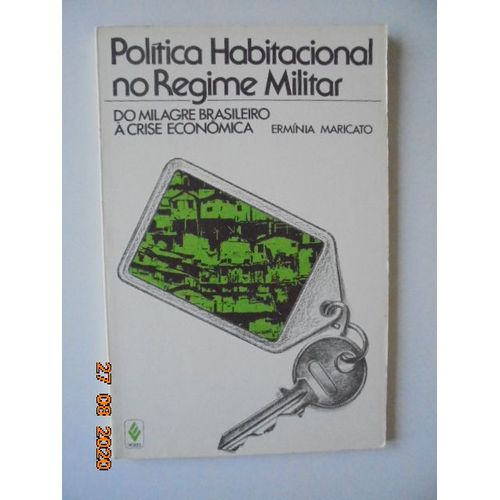 Política Habitacional
no Regime Militar
DO MILAGRE BRASILEIRO
À CRISE ECONÔMICA ERMÍNIA MARICATO
27 08 2020